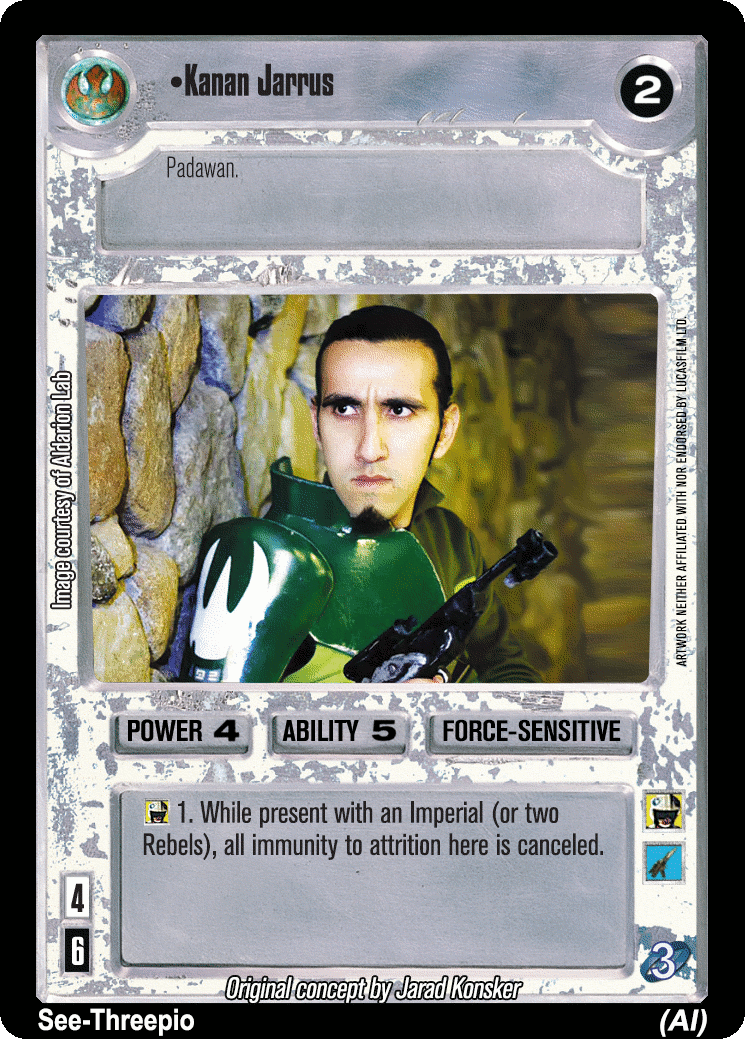 •Kanan Jarrus
2
Padawan.
Image courtesy of Aldarion Lab
ARTWORK NEITHER AFFILIATED WITH NOR ENDORSED BY LUCASFILM LTD.
POWER 4
ABILITY 5
FORCE-SENSITIVE
1. While present with an Imperial (or two
Rebels), all immunity to attrition here is canceled.
4
6
3
Original concept by Jarad Konsker
See-Threepio
(AI)